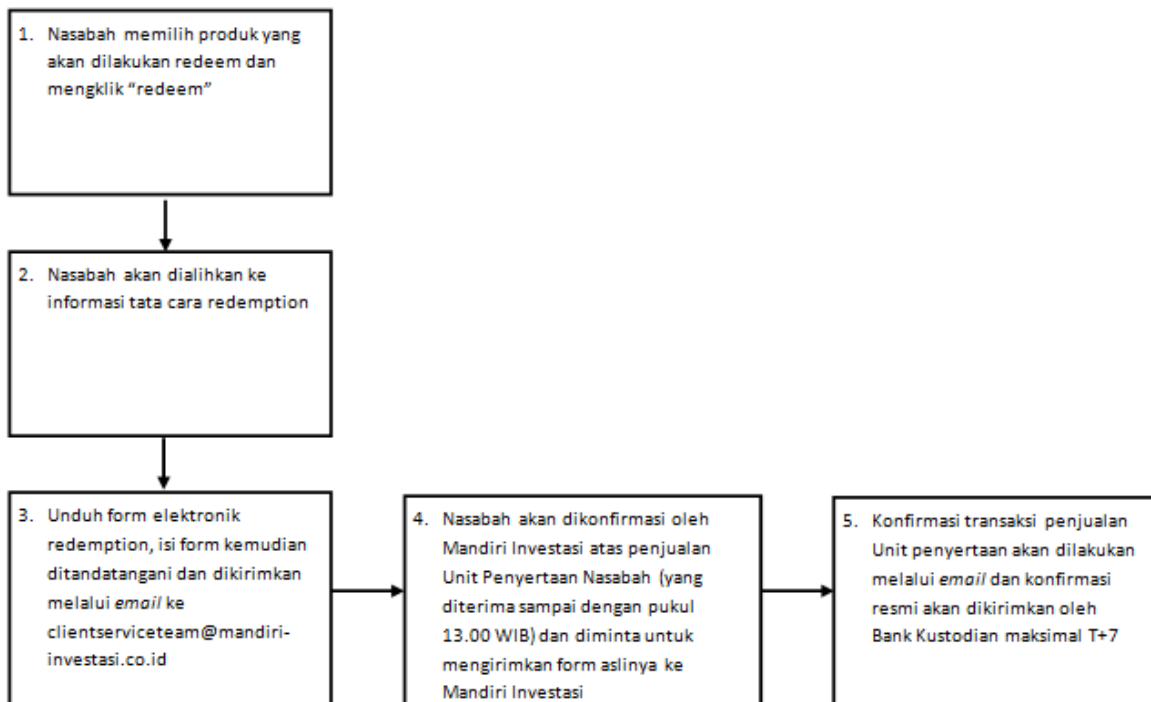 1. Nasabah memilih produk yang
akan dilakukan redeem dan
mengklik “redeem”
2. Nasabah akan dialihkan ke
informasi tata cara redemption
3. Unduh form elektronik
redemption, isi form kemudian
ditandatangani dan dikirimkan
melalui email ke
clientserviceteam@mandiri-
investasi.co.id
4. Nasabah akan dikonfirmasi oleh
Mandiri Investasi atas penjualan
Unit Penyertaan Nasabah (yang
diterima sampai dengan pukul
13.00 WIB) dan diminta untuk
mengirimkan form aslinya ke
Mandiri Investasi
5. Konfirmasi transaksi penjualan
Unit penyertaan akan dilakukan
melalui email dan konfirmasi
resmi akan dikirimkan oleh
Bank Kustodian maksimal T+7